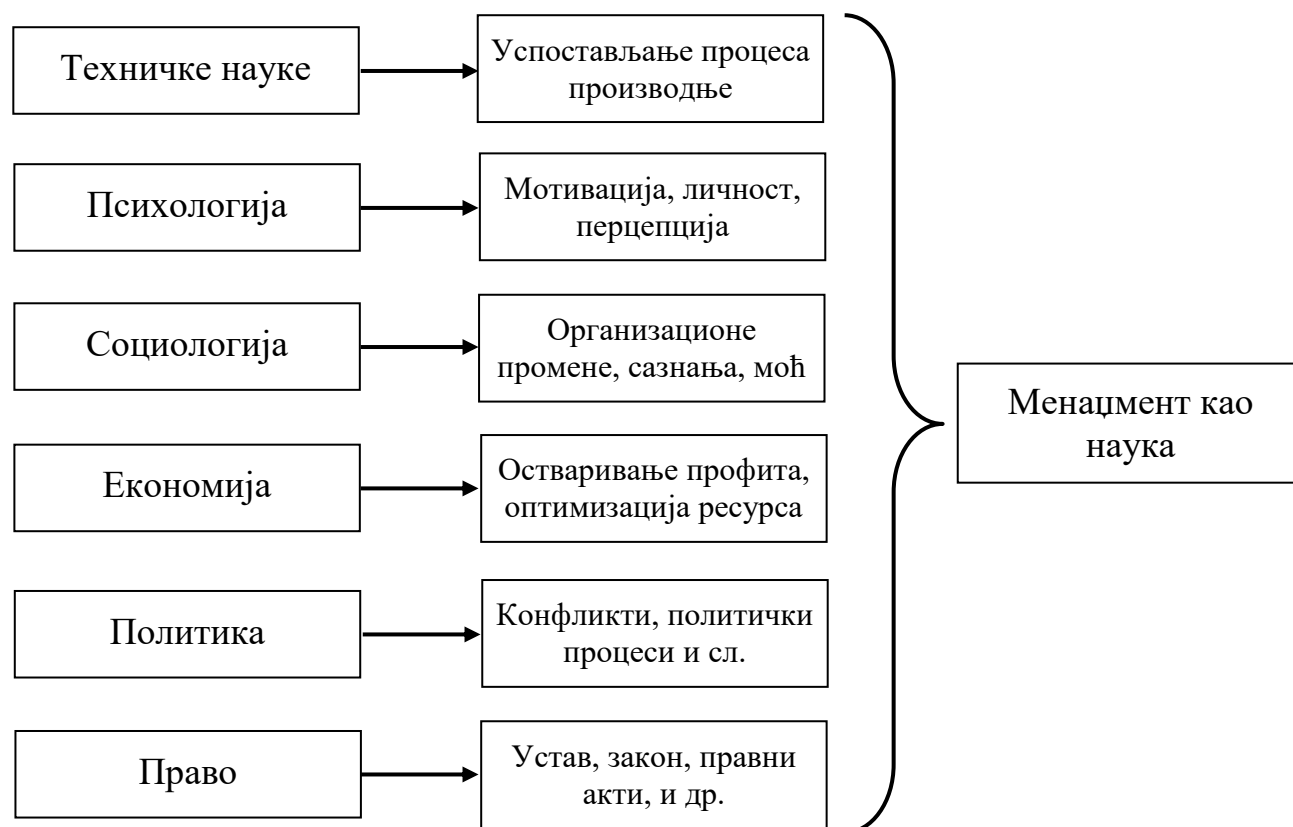 Техничке науке
Успостављање процеса
производње
Психологија
Мотивација, личност,
перцепција
Социологија
Организационе
промене, сазнања, моћ
Економија
Остваривање профита,
оптимизација ресурса
Политика
Конфликти, политички
процеси и сл.
Право
Устав, закон, правни
акти, и др.
Менаџмент као
наука